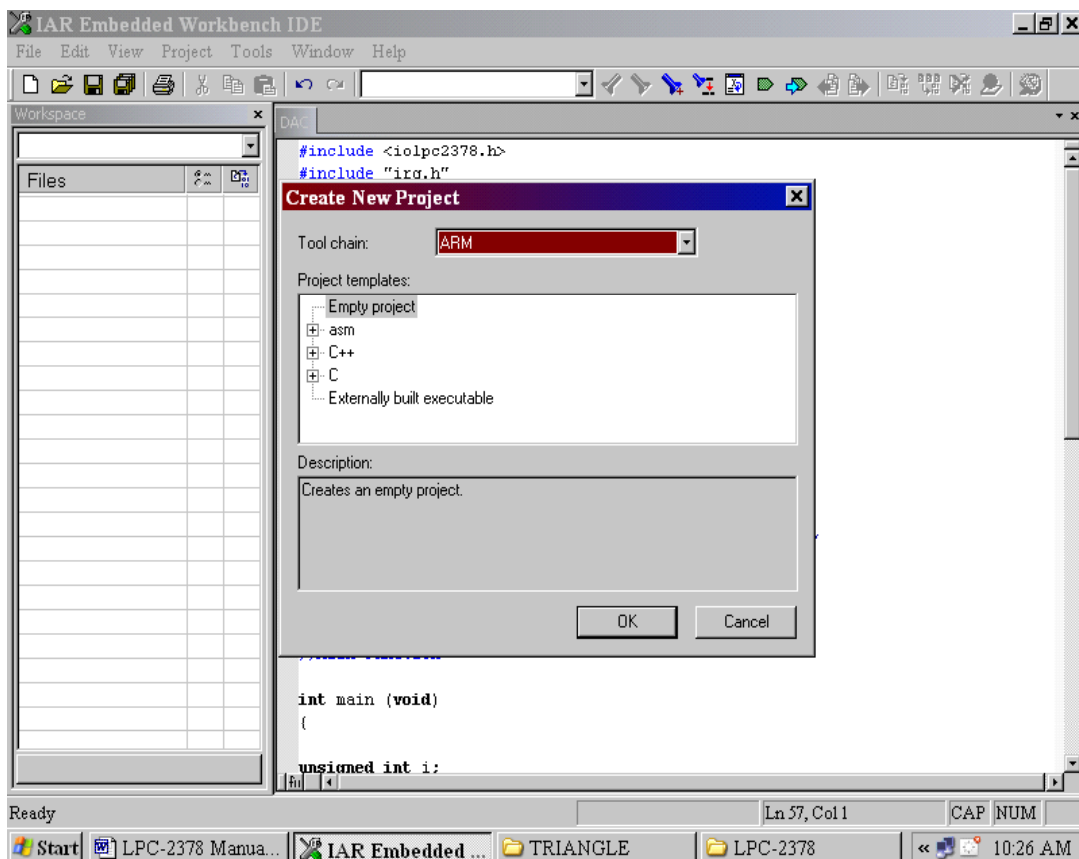 IAR Embedded Workbench IDE
File Edit View Project Tools Window Help
Workspace
DAC
Files
#include <iolpc2378.h>
#include "irq.h"
Create New Project
Tool chain:
ARM
Project templates:
Empty project
asm
C++
C
Externally built executable
Description:
Creates an empty project.
OK Cancel
int main (void)
{
unsigned int i;
Ready
Ln 57, Col 1
CAP NUM
Start LPC-2378 Manua... IAR Embedded ... TRIANGLE LPC-2378 « 10:26 AM